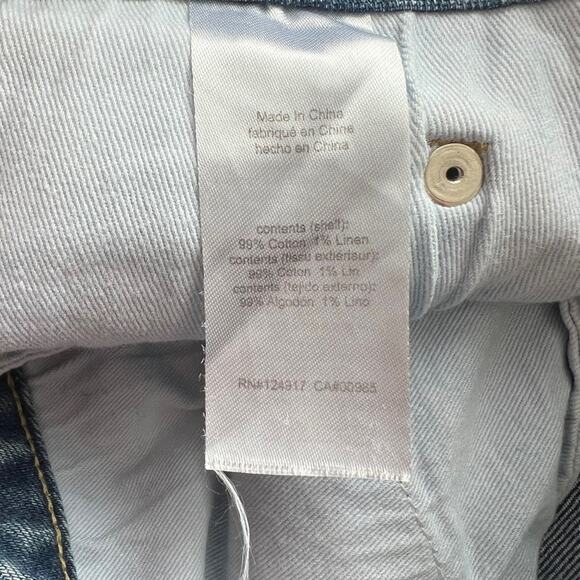 Made In China
fabriqué en Chine
hecho en China
contents (shell):
99% Cotton 1% Linen
contents (tissu extérieur):
99% Coton 1% Lin
contents (tejido externo):
99% Algodon 1% Lino
RN#124917 CA#00985